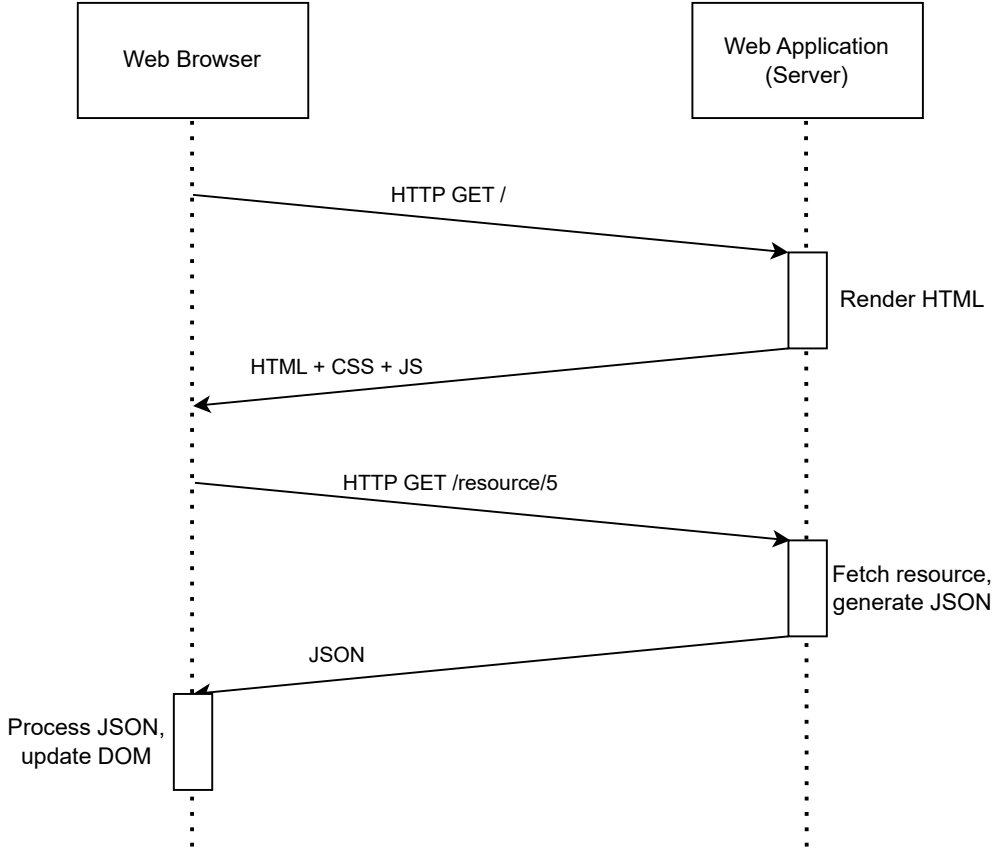 Web Browser
Web Application
(Server)
HTTP GET /
Render HTML
HTML + CSS + JS
HTTP GET /resource/5
Fetch resource,
generate JSON
JSON
Process JSON,
update DOM